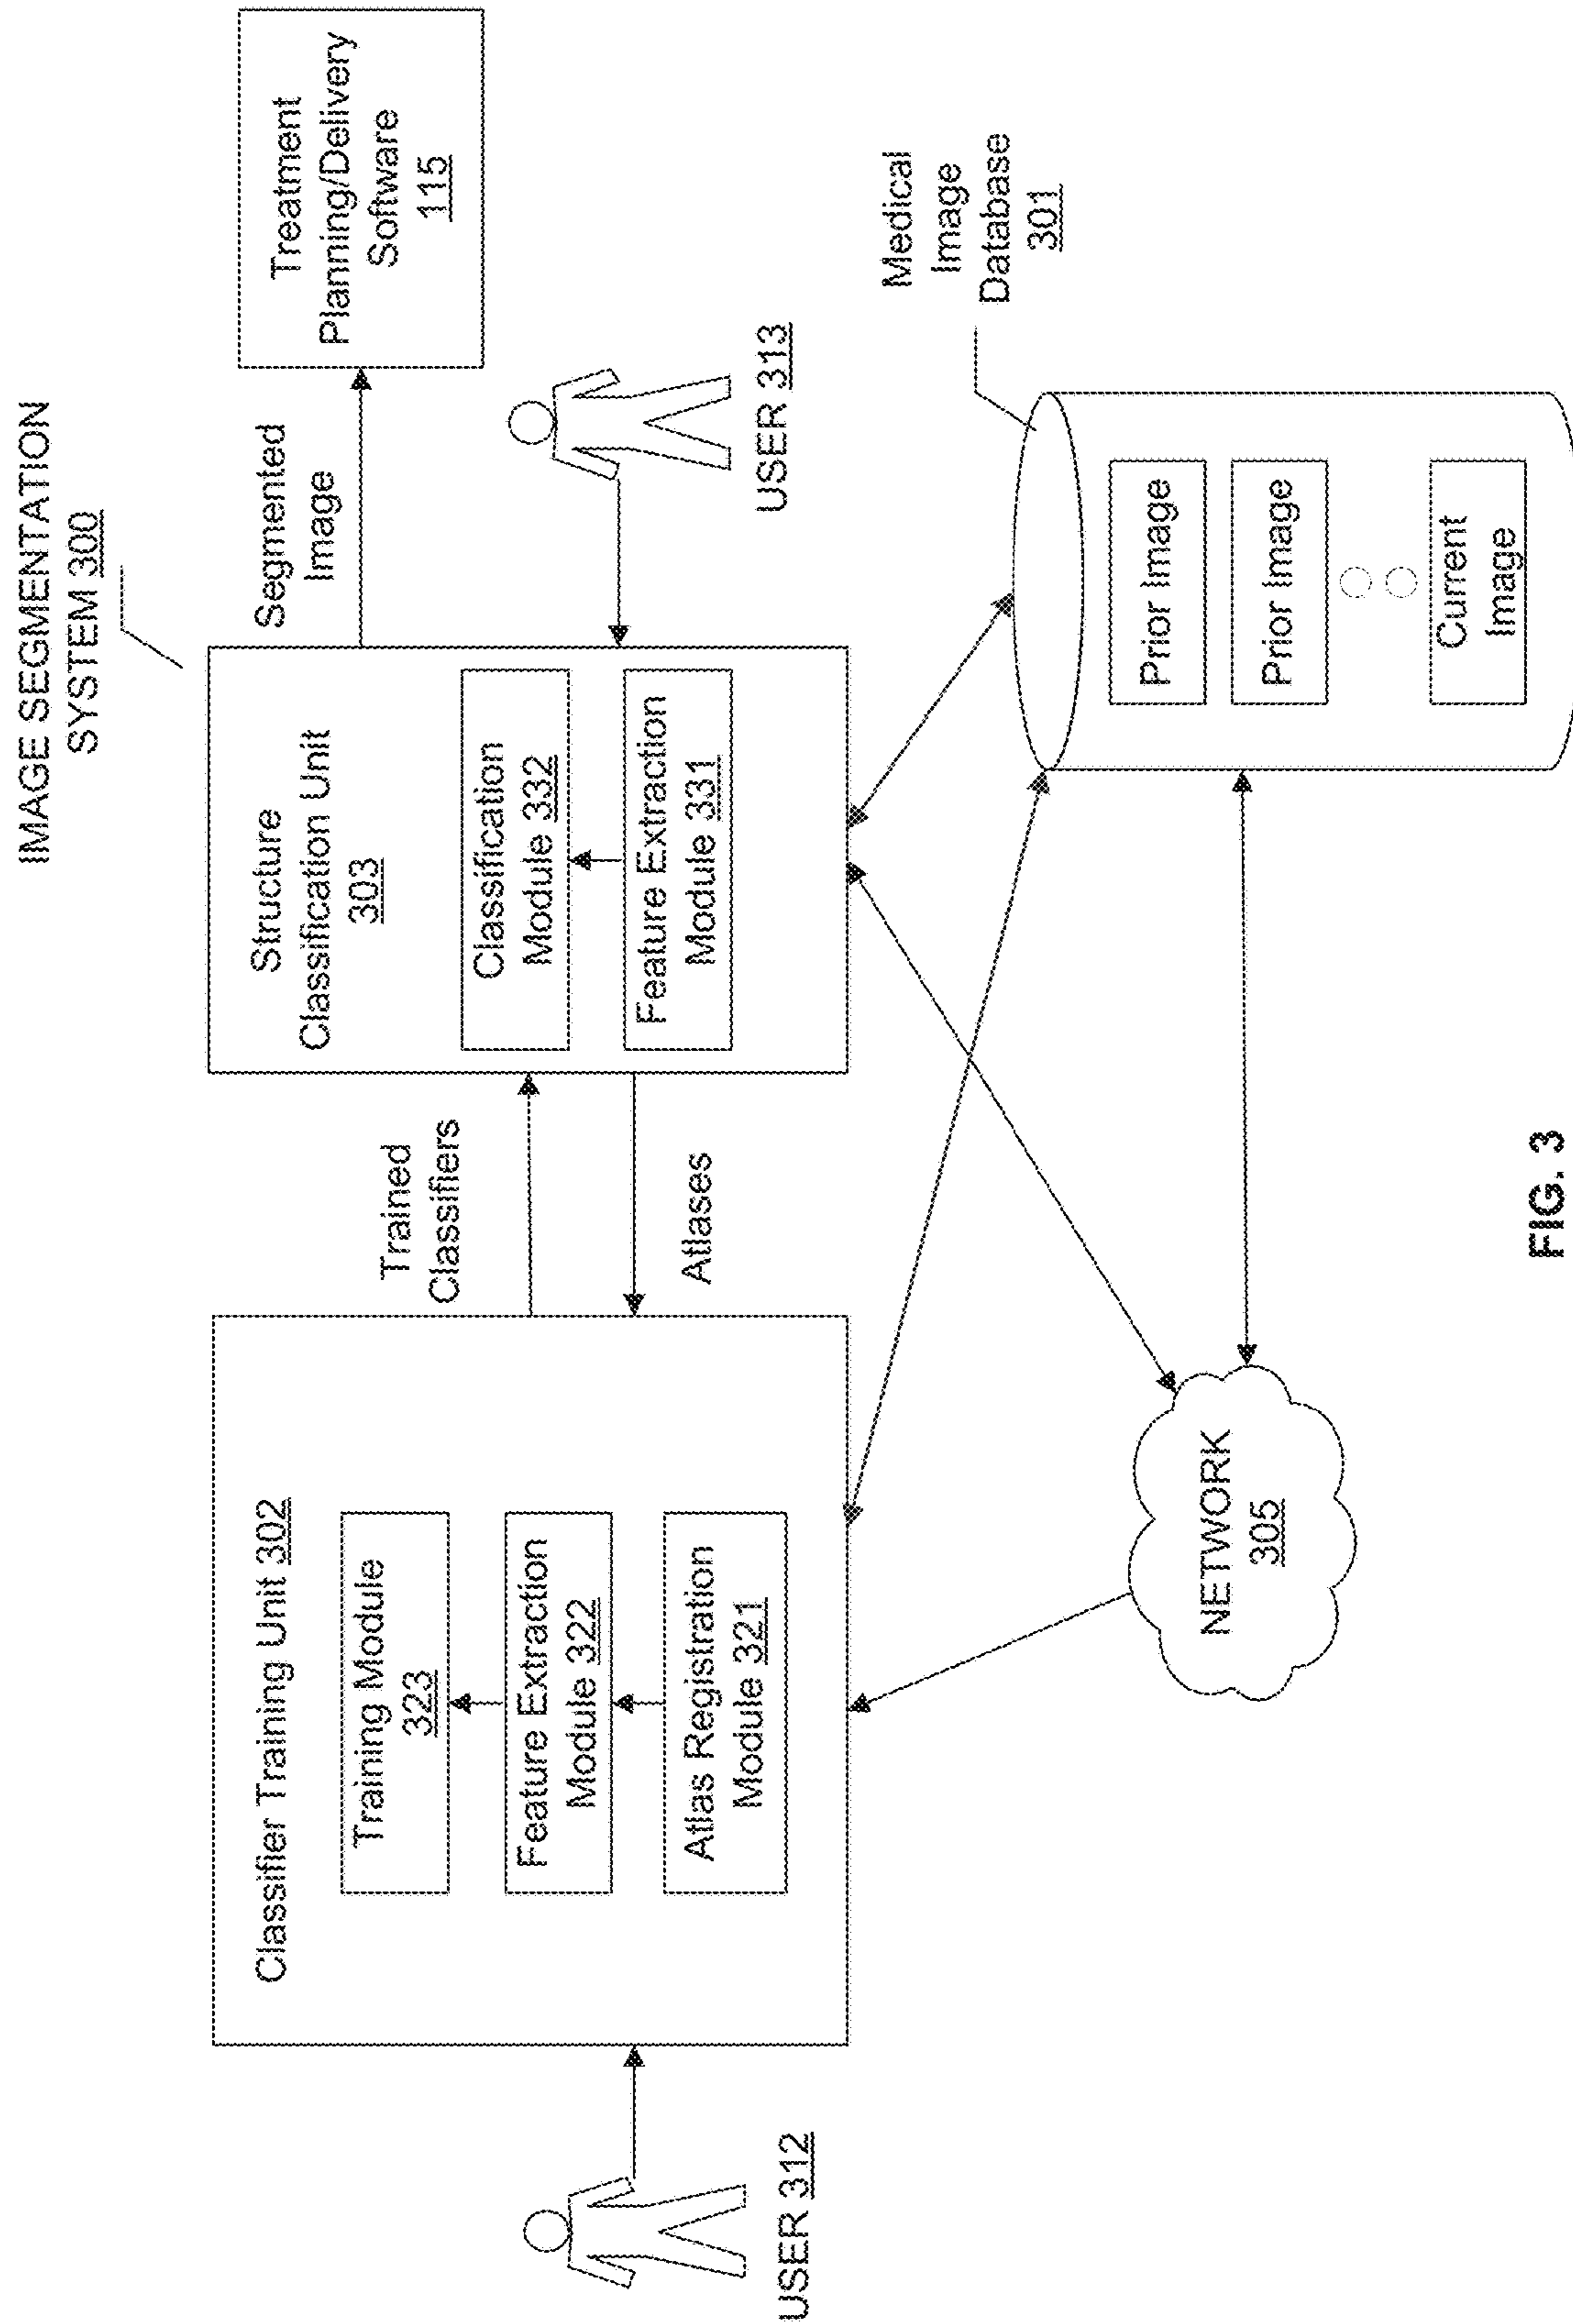 IMAGE SEGMENTATION
SYSTEM 300
Classifier Training Unit 302
Training Module
323
Feature Extraction
Module 322
Atlas Registration
Module 321
USER 312
Trained
Classifiers
Atlases
Structure
Classification Unit
303
Classification
Module 332
Feature Extraction
Module 331
Segmented
Image
Treatment
Planning/Delivery
Software
115
USER 313
Medical
Image
Database
301
Prior Image
Prior Image
Current
Image
NETWORK
305
FIG. 3